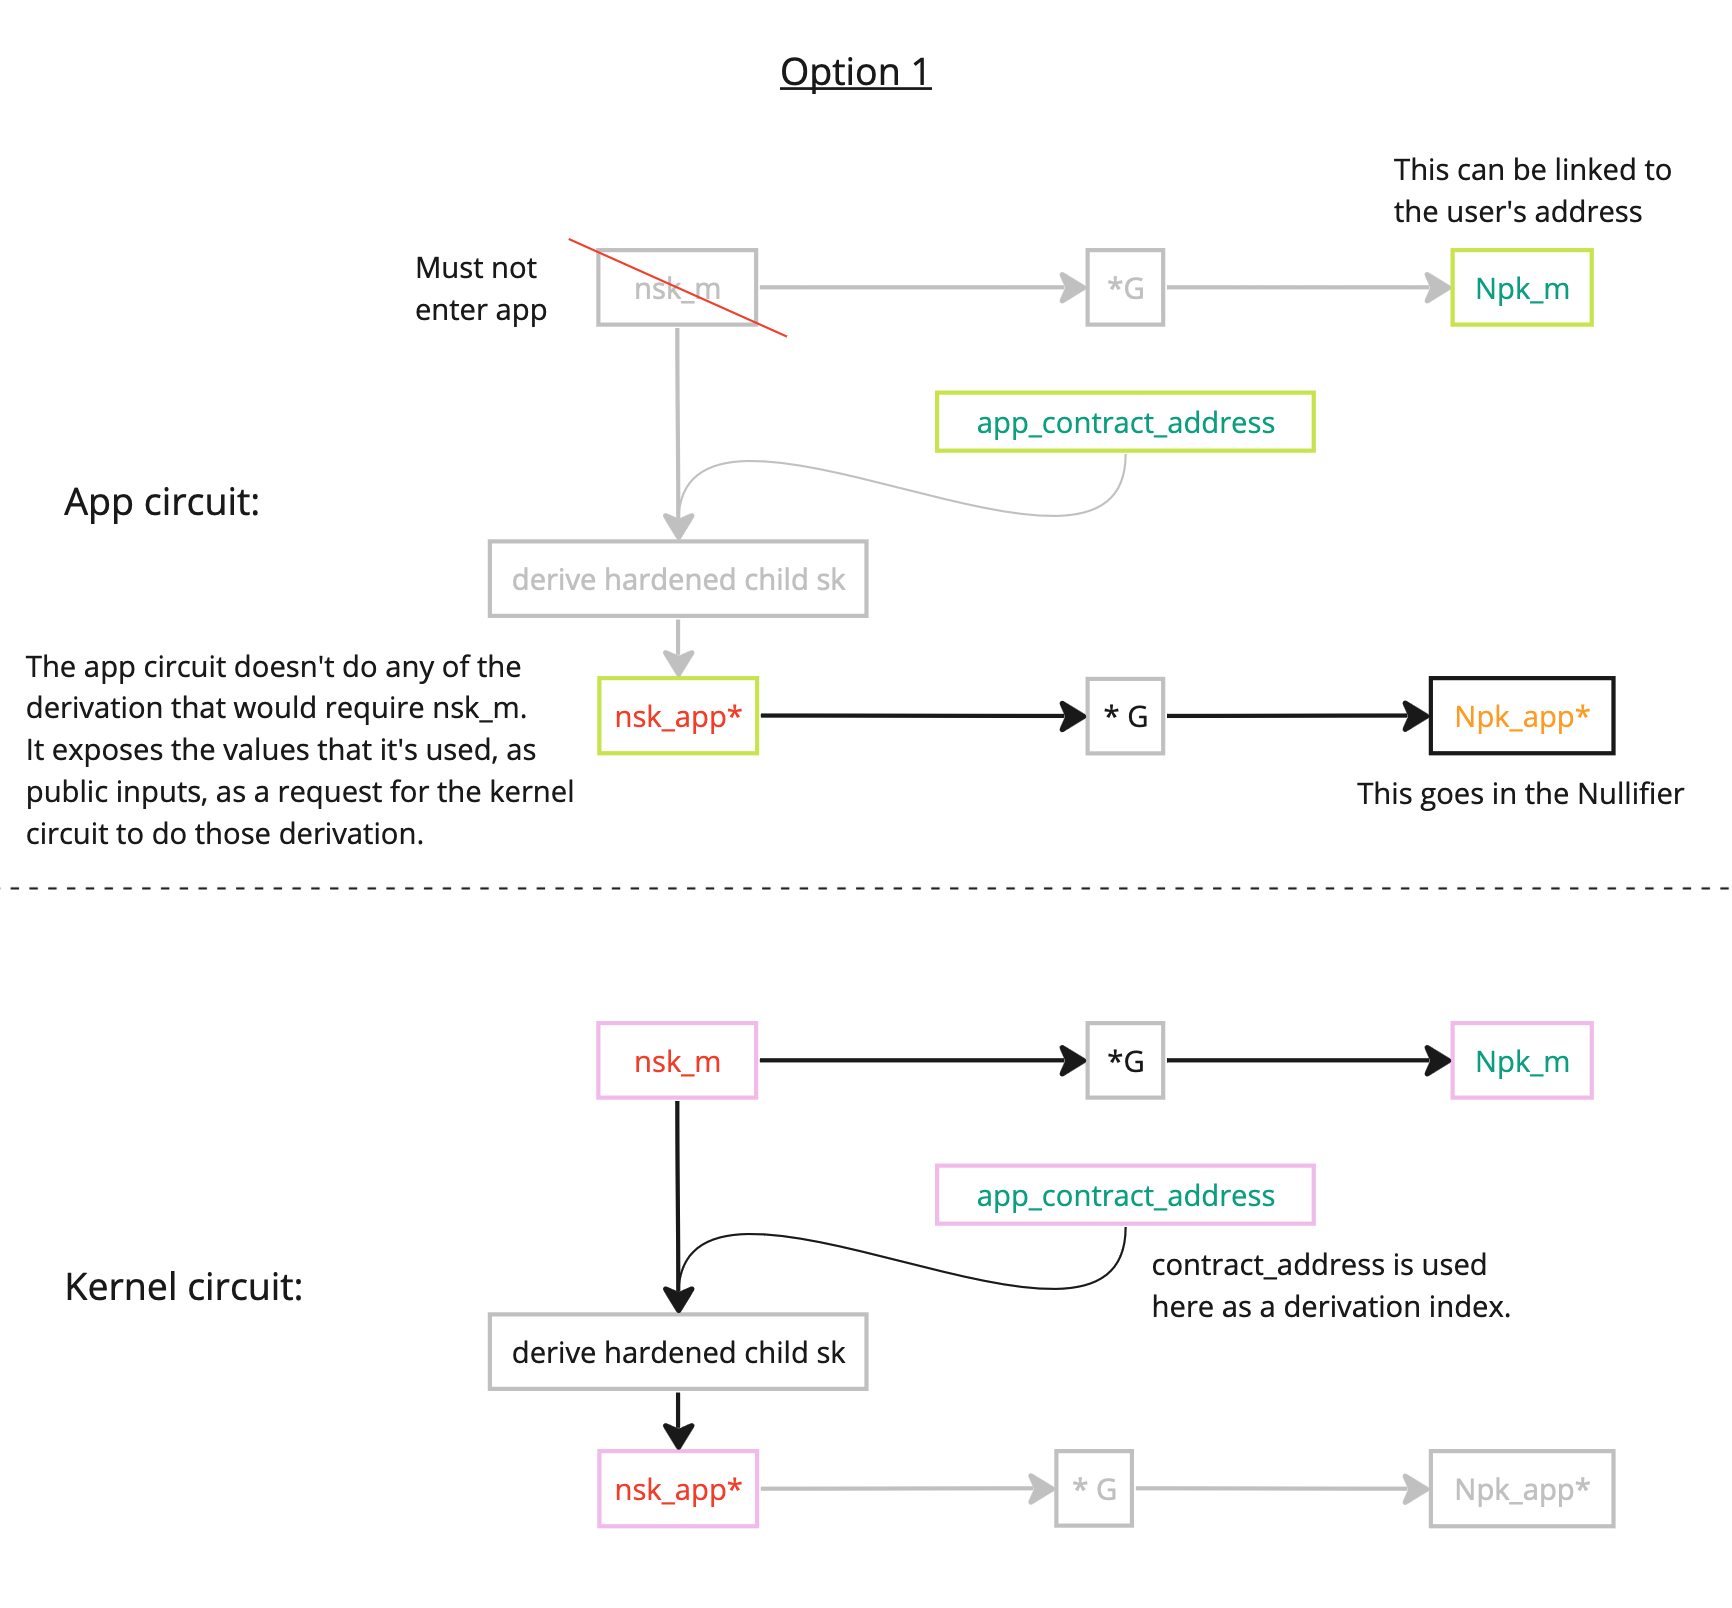 Option 1
This can be linked to
the user's address
Must not
enter app
nsk_m
*G
Npk_m
app_contract_address
App circuit:
derive hardened child sk
The app circuit doesn't do any of the
derivation that would require nsk_m.
It exposes the values that it's used, as
public inputs, as a request for the kernel
circuit to do those derivation.
nsk_app*
* G
Npk_app*
This goes in the Nullifier
nsk_m
*G
Npk_m
app_contract_address
contract_address is used
here as a derivation index.
Kernel circuit:
derive hardened child sk
nsk_app*
* G
Npk_app*